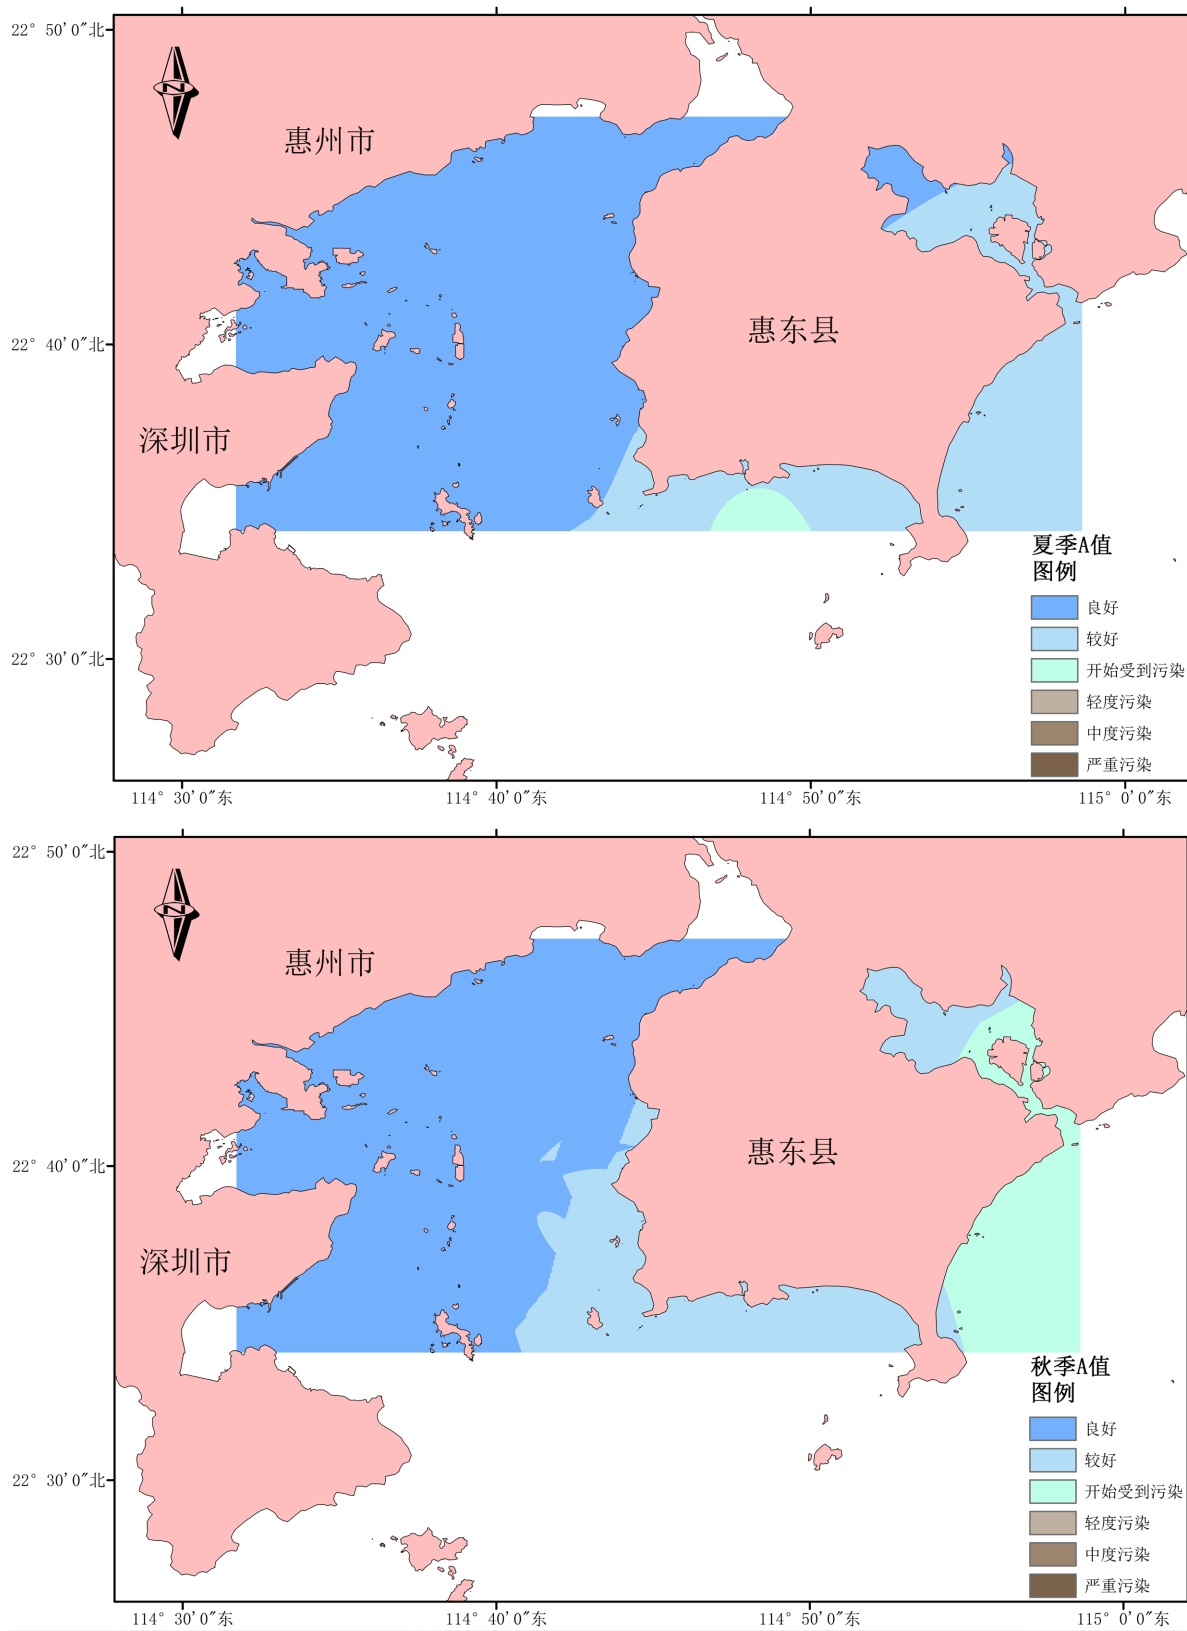 22° 50'0"北
N
惠州市
惠东县
22° 40'0"北
深圳市
夏季A值
图例
良好
较好
开始受到污染
轻度污染
中度污染
严重污染
22° 30'0"北
114° 30'0"东
114° 40'0"东
114° 50'0"东
115° 0'0"东
22° 50'0"北
N
惠州市
惠东县
22° 40'0"北
深圳市
秋季A值
图例
良好
较好
开始受到污染
轻度污染
中度污染
严重污染
22° 30'0"北
114° 30'0"东
114° 40'0"东
114° 50'0"东
115° 0'0"东